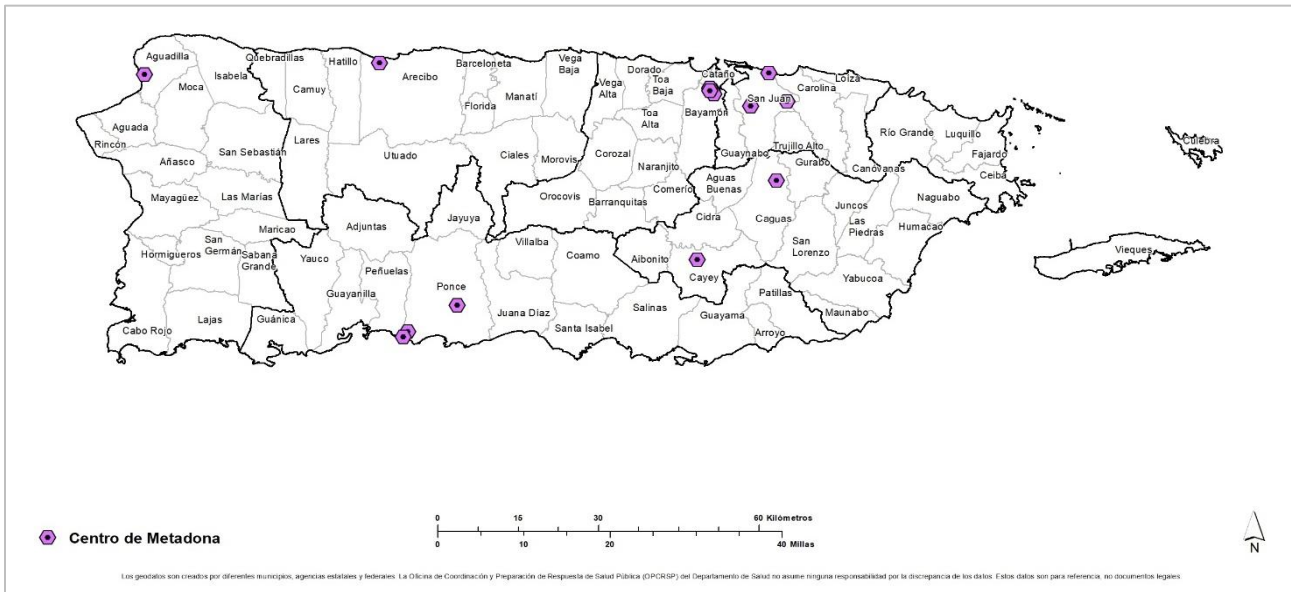 Aguadilla
Quebradillas
Hatillo
Isabela
Arecibo
Barceloneta
Vega
Baja
Dorado
Cataño
Loíza
Moca
Camuy
Manatí
Vega
Alta
Toa
Baja
San Juan
Carolina
Florida
Toa
Alta
Bayamón
Culebra
Aguada
Lares
Río Grande
Luquillo
Rincón
San Sebastián
Utuado
Ciales
Morovis
Corozal
Guaynabo
Trujillo Alto
Fajardo
Añasco
Naranjito
Gurabo
Canovanas
Ceiba
Las Marías
Aguas
Buenas
Mayagüez
Orocovis
Comerío
Barranquitas
Naguabo
Juncos
Jayuya
Cidra
Caguas
Las
Piedras
Humacao
Maricao
Adjuntas
San
Germán
Hormigueros
Sabana
Grande
Yauco
Villalba
Coamo
Aibonito
San
Lorenzo
Vieques
Peñuelas
Cayey
Yabucoa
Guayanilla
Ponce
Patillas
Salinas
Juana Díaz
Guayama
Maunabo
Cabo Rojo
Lajas
Guánica
Santa Isabel
Arroyo
0 15 30 60 Kilómetros
0 10 20 40 Millas
Centro de Metadona
N
Los geodatos son creados por diferentes municipios, agencias estatales y federales. La Oficina de Coordinación y Preparación de Respuesta de Salud Pública (OPCRSP) del Departamento de Salud no asume ninguna responsabilidad por la discrepancia de los datos. Estos datos son para referencia, no documentos legales